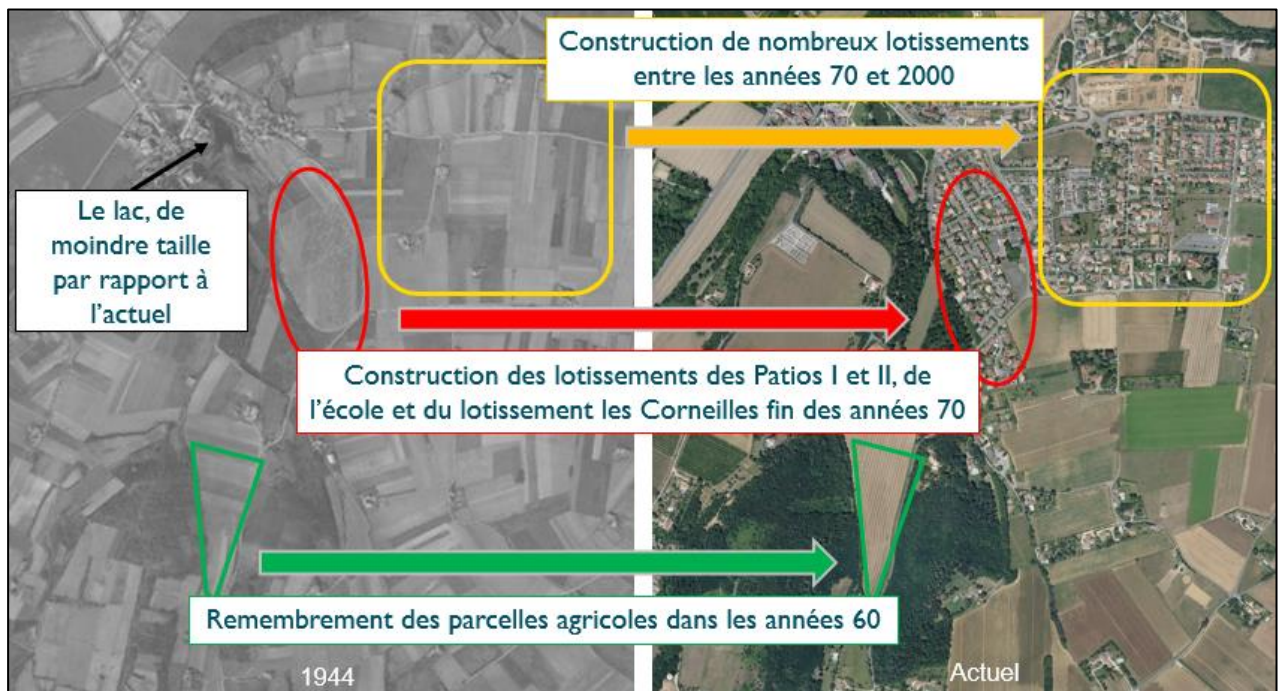 Construction de nombreux lotissements
entre les années 70 et 2000
Le lac, de
moindre taille
par rapport à
l'actuel
Construction des lotissements des Patios I et II, de
l'école et du lotissement les Corneilles fin des années 70
Remembrement des parcelles agricoles dans les années 60
1944
Actuel